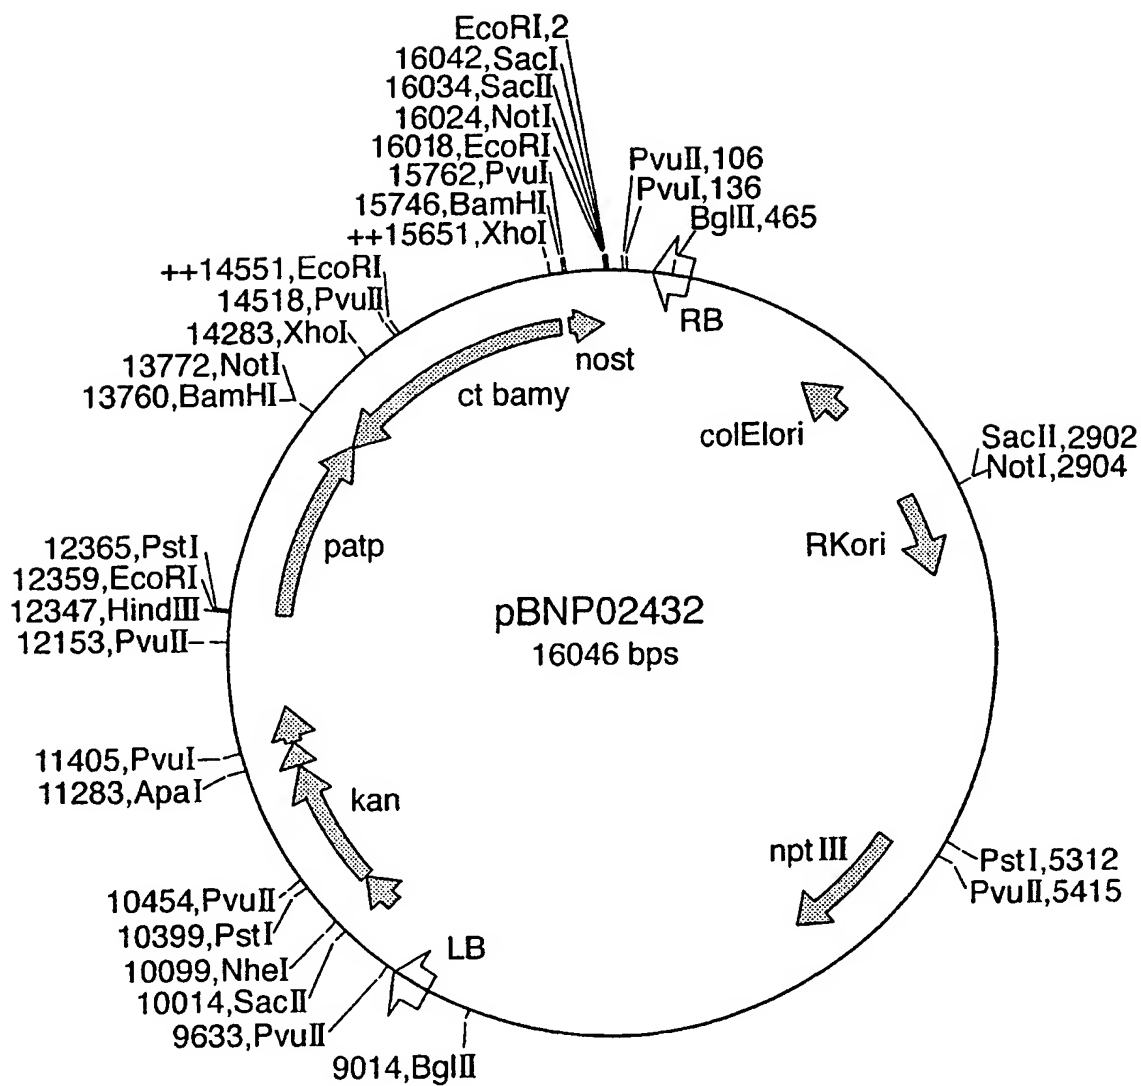 EcoRI,2
16042,SacI
16034,SacII
16024,NotI
16018,EcoRI
15762,PvuI
15746,BamHI
++15651,XhoI
PvuII,106
PvuI,136
BglII,465
++14551,EcoRI
14518,PvuII
14283,XhoI
13772,NotI
13760,BamHI
RB
nost
ct bamy
colEIori
SacII,2902
NotI,2904
RKori
patp
12365,PstI
12359,EcoRI
12347,HindIII
12153,PvuII
pBNP02432
16046 bps
11405,PvuI
11283,ApaI
kan
nptIII
PstI,5312
PvuII,5415
10454,PvuII
10399,PstI
10099,NheI
10014,SacII
9633,PvuII
9014,BglII
LB